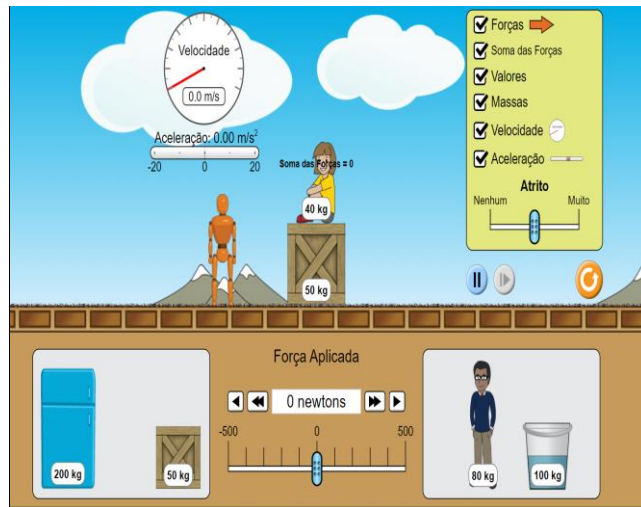 Velocidade
0.0 m/s
Aceleração: 0.00 m/s²
-20 0 20
Soma das Forças = 0
40 kg
50 kg
Forças
Soma das Forças
Valores
Massas
Velocidade
Aceleração
Atrito
Nenhum Muito
Força Aplicada
0 newtons
-500 0 500
200 kg
50 kg
80 kg
100 kg